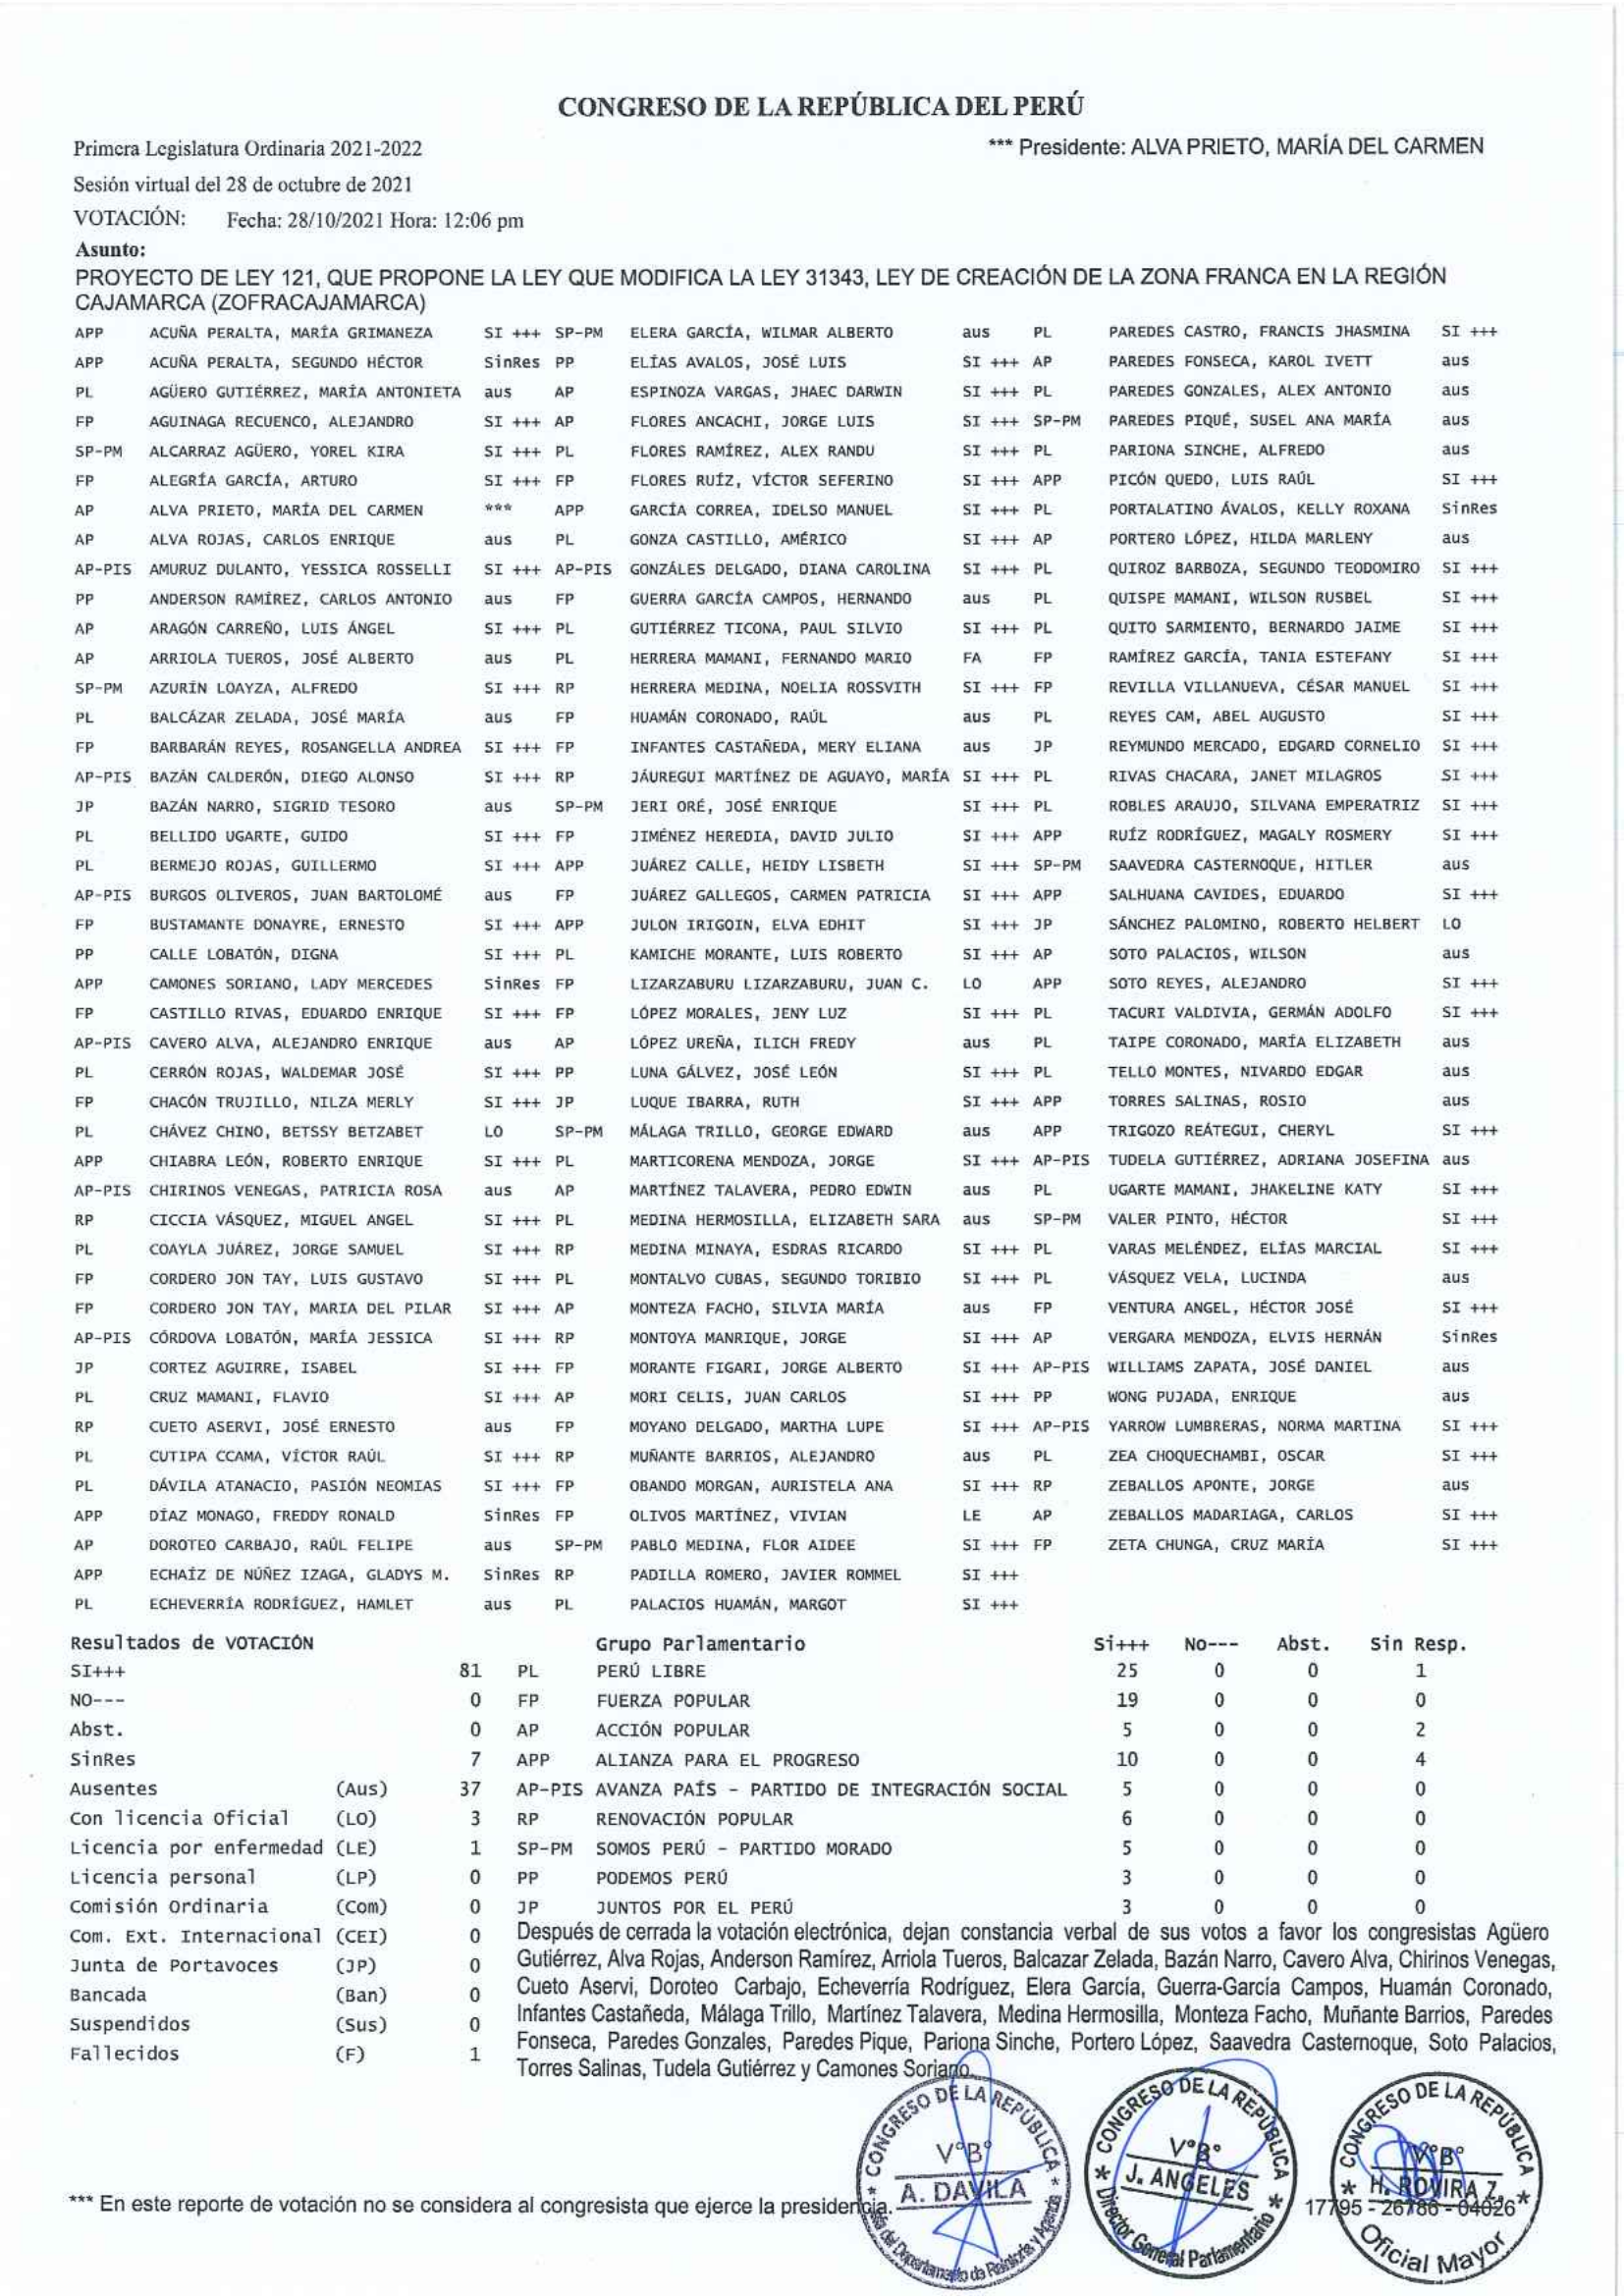 CONGRESO DE LA REPÚBLICA DEL PERÚ
Primera Legislatura Ordinaria 2021-2022 *** Presidente: ALVA PRIETO, MARÍA DEL CARMEN
Sesión virtual del 28 de octubre de 2021
VOTACIÓN: Fecha: 28/10/2021 Hora: 12:06 pm
Asunto:
PROYECTO DE LEY 121, QUE PROPONE LA LEY QUE MODIFICA LA LEY 31343, LEY DE CREACIÓN DE LA ZONA FRANCA EN LA REGIÓN
CAJAMARCA (ZOFRACAJAMARCA)
APP ACUÑA PERALTA, MARÍA GRIMANEZA SI +++ SP-PM ELERA GARCÍA, WILMAR ALBERTO aus PL PAREDES CASTRO, FRANCIS JHASMINA SI +++
APP ACUÑA PERALTA, SEGUNDO HÉCTOR SinRes PP ELÍAS AVALOS, JOSÉ LUIS SI +++ AP PAREDES FONSECA, KAROL IVETT aus
PL AGÜERO GUTIÉRREZ, MARÍA ANTONIETA aus AP ESPINOZA VARGAS, JHAEC DARWIN SI +++ PL PAREDES GONZALES, ALEX ANTONIO aus
FP AGUINAGA RECUENCO, ALEJANDRO SI +++ AP FLORES ANCACHI, JORGE LUIS SI +++ SP-PM PAREDES PIQUÉ, SUSEL ANA MARÍA aus
SP-PM ALCARRAZ AGÜERO, YOREL KIRA SI +++ PL FLORES RAMÍREZ, ALEX RANDU SI +++ PL PARIONA SINCHE, ALFREDO aus
FP ALEGRÍA GARCÍA, ARTURO SI +++ FP FLORES RUÍZ, VÍCTOR SEFERINO SI +++ APP PICÓN QUEDO, LUIS RAÚL SI +++
AP ALVA PRIETO, MARÍA DEL CARMEN *** APP GARCÍA CORREA, IDELSO MANUEL SI +++ PL PORTALATINO ÁVALOS, KELLY ROXANA SinRes
AP ALVA ROJAS, CARLOS ENRIQUE aus PL GONZA CASTILLO, AMÉRICO SI +++ AP PORTERO LÓPEZ, HILDA MARLENY aus
AP-PIS AMURUZ DULANTO, YESSICA ROSSELLI SI +++ AP-PIS GONZÁLES DELGADO, DIANA CAROLINA SI +++ PL QUIROZ BARBOZA, SEGUNDO TEODOMIRO SI +++
PP ANDERSON RAMÍREZ, CARLOS ANTONIO aus FP GUERRA GARCÍA CAMPOS, HERNANDO aus PL QUISPE MAMANI, WILSON RUSBEL SI +++
AP ARAGÓN CARREÑO, LUIS ÁNGEL SI +++ PL GUTIÉRREZ TICONA, PAUL SILVIO SI +++ PL QUITO SARMIENTO, BERNARDO JAIME SI +++
AP ARRIOLA TUEROS, JOSÉ ALBERTO aus PL HERRERA MAMANI, FERNANDO MARIO FA FP RAMÍREZ GARCÍA, TANIA ESTEFANY SI +++
SP-PM AZURÍN LOAYZA, ALFREDO SI +++ RP HERRERA MEDINA, NOELIA ROSSVITH SI +++ FP REVILLA VILLANUEVA, CÉSAR MANUEL SI +++
PL BALCÁZAR ZELADA, JOSÉ MARÍA aus FP HUAMÁN CORONADO, RAÚL aus PL REYES CAM, ABEL AUGUSTO SI +++
FP BARBARÁN REYES, ROSANGELLA ANDREA SI +++ FP INFANTES CASTAÑEDA, MERY ELIANA aus JP REYMUNDO MERCADO, EDGARD CORNELIO SI +++
AP-PIS BAZÁN CALDERÓN, DIEGO ALONSO SI +++ RP JÁUREGUI MARTÍNEZ DE AGUAYO, MARÍA SI +++ PL RIVAS CHACARA, JANET MILAGROS SI +++
JP BAZÁN NARRO, SIGRID TESORO aus SP-PM JERI ORÉ, JOSÉ ENRIQUE SI +++ PL ROBLES ARAUJO, SILVANA EMPERATRIZ SI +++
PL BELLIDO UGARTE, GUIDO SI +++ FP JIMÉNEZ HEREDIA, DAVID JULIO SI +++ APP RUÍZ RODRÍGUEZ, MAGALY ROSMERY SI +++
PL BERMEJO ROJAS, GUILLERMO SI +++ APP JUÁREZ CALLE, HEIDY LISBETH SI +++ SP-PM SAAVEDRA CASTERNOQUE, HITLER aus
AP-PIS BURGOS OLIVEROS, JUAN BARTOLOMÉ aus FP JUÁREZ GALLEGOS, CARMEN PATRICIA SI +++ APP SALHUANA CAVIDES, EDUARDO SI +++
FP BUSTAMANTE DONAYRE, ERNESTO SI +++ APP JULON IRIGOIN, ELVA EDHIT SI +++ JP SÁNCHEZ PALOMINO, ROBERTO HELBERT LO
PP CALLE LOBATÓN, DIGNA SI +++ PL KAMICHE MORANTE, LUIS ROBERTO SI +++ AP SOTO PALACIOS, WILSON aus
APP CAMONES SORIANO, LADY MERCEDES SinRes FP LIZARZABURU LIZARZABURU, JUAN C. LO APP SOTO REYES, ALEJANDRO SI +++
FP CASTILLO RIVAS, EDUARDO ENRIQUE SI +++ FP LÓPEZ MORALES, JENY LUZ SI +++ PL TACURI VALDIVIA, GERMÁN ADOLFO SI +++
AP-PIS CAVERO ALVA, ALEJANDRO ENRIQUE aus AP LÓPEZ UREÑA, ILICH FREDY aus PL TAIPE CORONADO, MARÍA ELIZABETH aus
PL CERRÓN ROJAS, WALDEMAR JOSÉ SI +++ PP LUNA GÁLVEZ, JOSÉ LEÓN SI +++ PL TELLO MONTES, NIVARDO EDGAR aus
FP CHACÓN TRUJILLO, NILZA MERLY SI +++ JP LUQUE IBARRA, RUTH SI +++ APP TORRES SALINAS, ROSIO aus
PL CHÁVEZ CHINO, BETSSY BETZABET LO SP-PM MÁLAGA TRILLO, GEORGE EDWARD aus APP TRIGOZO REÁTEGUI, CHERYL SI +++
APP CHIABRA LEÓN, ROBERTO ENRIQUE SI +++ PL MARTICORENA MENDOZA, JORGE SI +++ AP-PIS TUDELA GUTIÉRREZ, ADRIANA JOSEFINA aus
AP-PIS CHIRINOS VENEGAS, PATRICIA ROSA aus AP MARTÍNEZ TALAVERA, PEDRO EDWIN aus PL UGARTE MAMANI, JHAKELINE KATY SI +++
RP CICCIA VÁSQUEZ, MIGUEL ANGEL SI +++ PL MEDINA HERMOSILLA, ELIZABETH SARA aus SP-PM VALER PINTO, HÉCTOR SI +++
PL COAYLA JUÁREZ, JORGE SAMUEL SI +++ RP MEDINA MINAYA, ESDRAS RICARDO SI +++ PL VARAS MELÉNDEZ, ELÍAS MARCIAL SI +++
FP CORDERO JON TAY, LUIS GUSTAVO SI +++ PL MONTALVO CUBAS, SEGUNDO TORIBIO SI +++ PL VÁSQUEZ VELA, LUCINDA aus
FP CORDERO JON TAY, MARIA DEL PILAR SI +++ AP MONTEZA FACHO, SILVIA MARÍA aus FP VENTURA ANGEL, HÉCTOR JOSÉ SI +++
AP-PIS CÓRDOVA LOBATÓN, MARÍA JESSICA SI +++ RP MONTOYA MANRIQUE, JORGE SI +++ AP VERGARA MENDOZA, ELVIS HERNÁN SinRes
JP CORTEZ AGUIRRE, ISABEL SI +++ FP MORANTE FIGARI, JORGE ALBERTO SI +++ AP-PIS WILLIAMS ZAPATA, JOSÉ DANIEL aus
PL CRUZ MAMANI, FLAVIO SI +++ AP MORI CELIS, JUAN CARLOS SI +++ PP WONG PUJADA, ENRIQUE aus
RP CUETO ASERVI, JOSÉ ERNESTO aus FP MOYANO DELGADO, MARTHA LUPE SI +++ AP-PIS YARROW LUMBRERAS, NORMA MARTINA SI +++
PL CUTIPA CCAMA, VÍCTOR RAÚL SI +++ RP MUÑANTE BARRIOS, ALEJANDRO aus PL ZEA CHOQUECHAMBI, OSCAR SI +++
PL DÁVILA ATANACIO, PASIÓN NEOMIAS SI +++ FP OBANDO MORGAN, AURISTELA ANA SI +++ RP ZEBALLOS APONTE, JORGE aus
APP DÍAZ MONAGO, FREDDY RONALD SinRes FP OLIVOS MARTÍNEZ, VIVIAN LE AP ZEBALLOS MADARIAGA, CARLOS SI +++
AP DOROTEO CARBAJO, RAÚL FELIPE aus SP-PM PABLO MEDINA, FLOR AIDEE SI +++ FP ZETA CHUNGA, CRUZ MARÍA SI +++
APP ECHAÍZ DE NÚÑEZ IZAGA, GLADYS M. SinRes RP PADILLA ROMERO, JAVIER ROMMEL SI +++
PL ECHEVERRÍA RODRÍGUEZ, HAMLET aus PL PALACIOS HUAMÁN, MARGOT SI +++
Resultados de VOTACIÓN Grupo Parlamentario Si+++ No--- Abst. Sin Resp.
SI+++ 81 PL PERÚ LIBRE 25 0 0 1
NO--- 0 FP FUERZA POPULAR 19 0 0 0
Abst. 0 AP ACCIÓN POPULAR 5 0 0 2
SinRes 7 APP ALIANZA PARA EL PROGRESO 10 0 0 4
Ausentes (Aus) 37 AP-PIS AVANZA PAÍS - PARTIDO DE INTEGRACIÓN SOCIAL 5 0 0 0
Con licencia Oficial (LO) 3 RP RENOVACIÓN POPULAR 6 0 0 0
Licencia por enfermedad (LE) 1 SP-PM SOMOS PERÚ - PARTIDO MORADO 5 0 0 0
Licencia personal (LP) 0 PP PODEMOS PERÚ 3 0 0 0
Comisión Ordinaria (Com) 0 JP JUNTOS POR EL PERÚ 3 0 0 0
Com. Ext. Internacional (CEI) 0
Junta de Portavoces (JP) 0
Bancada (Ban) 0
Suspendidos (Sus) 0
Fallecidos (F) 1
Después de cerrada la votación electrónica, dejan constancia verbal de sus votos a favor los congresistas Agüero
Gutiérrez, Alva Rojas, Anderson Ramírez, Arriola Tueros, Balcazar Zelada, Bazán Narro, Cavero Alva, Chirinos Venegas,
Cueto Aservi, Doroteo Carbajo, Echeverría Rodríguez, Elera García, Guerra-García Campos, Huamán Coronado,
Infantes Castañeda, Málaga Trillo, Martínez Talavera, Medina Hermosilla, Monteza Facho, Muñante Barrios, Paredes
Fonseca, Paredes Gonzales, Paredes Pique, Pariona Sinche, Portero López, Saavedra Casternoque, Soto Palacios,
Torres Salinas, Tudela Gutiérrez y Camones Soriano.
CONGRESO DE LA REPÚBLICA
V°B°
A. DAVILA
del Departamento de Relatoría y Agenda
CONGRESO DE LA REPÚBLICA
V°B°
J. ANGELES
Director General Parlamentario
CONGRESO DE LA REPÚBLICA
V°B°
H. ROVIRA Z.
Oficial Mayor
*** En este reporte de votación no se considera al congresista que ejerce la presidencia. 17795 - 26786 - 04026